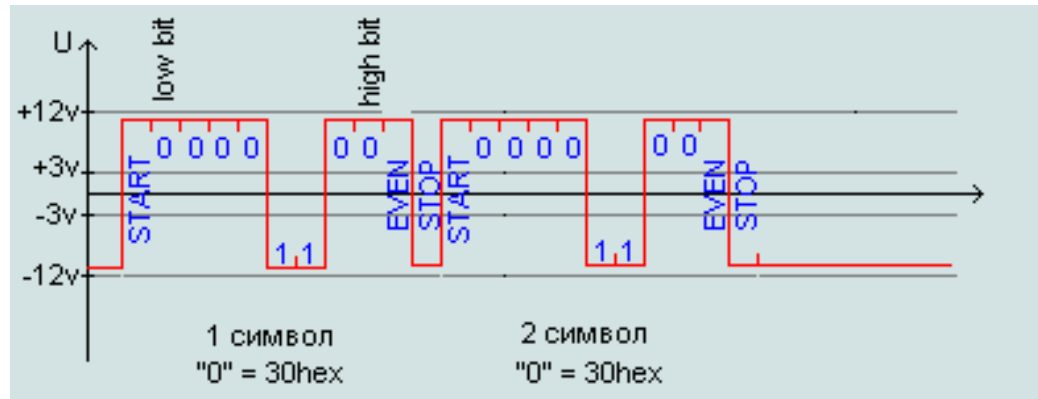 U
low bit
high bit
+12v
+3v
-3v
-12v
START
0 0 0 0
1 1
0 0
EVEN
STOP
START
0 0 0 0
1 1
0 0
EVEN
STOP
1 символ
"0" = 30hex
2 символ
"0" = 30hex